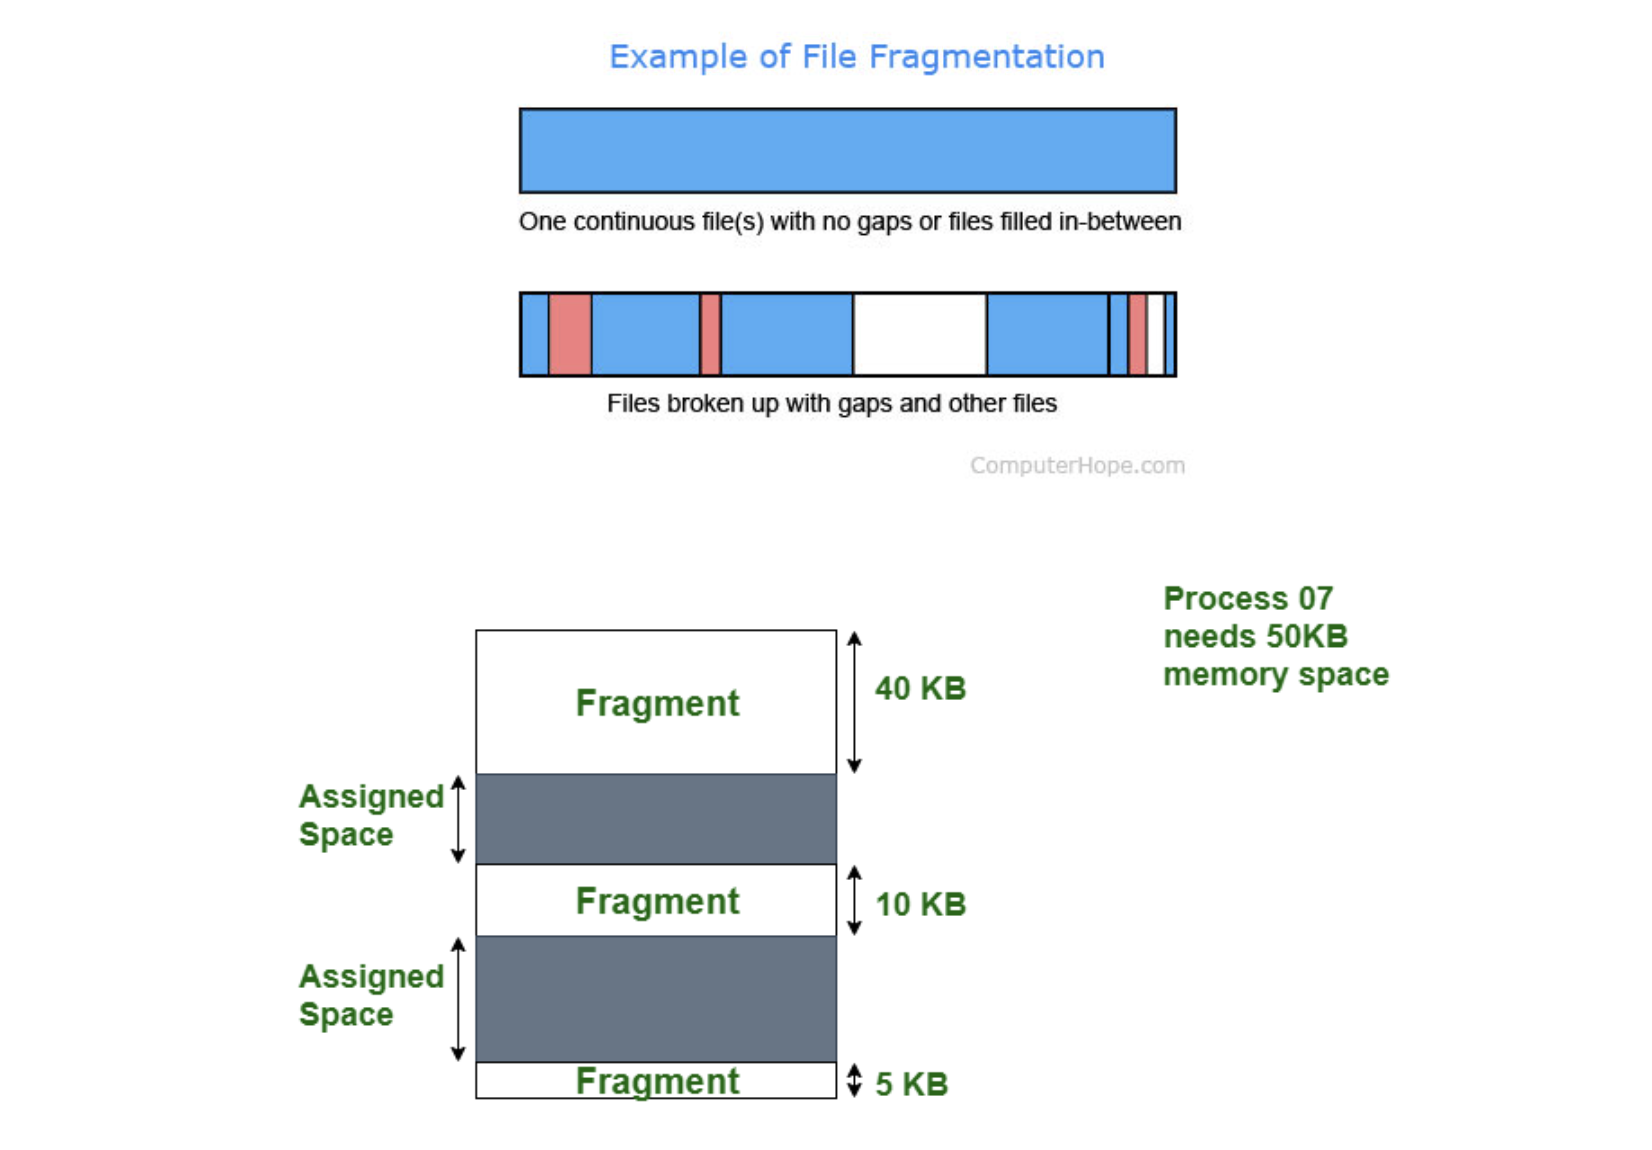 Example of File Fragmentation
One continuous file(s) with no gaps or files filled in-between
Files broken up with gaps and other files
ComputerHope.com
Process 07
needs 50KB
memory space
Fragment
40 KB
Assigned
Space
Fragment
10 KB
Assigned
Space
Fragment
5 KB